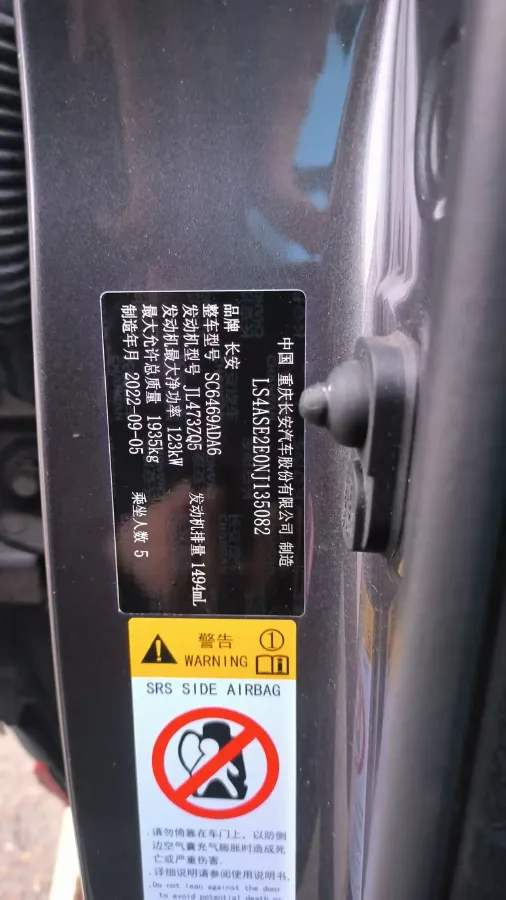 中国 重庆长安汽车股份有限公司 制造
LS4ASE2E0NJ135082
品牌 长安
整车型号 SC6469ADA6
发动机型号 JL473ZQ5 发动机排量 1494mL
发动机最大净功率 123kW
最大允许总质量 1935kg
制造年月 2022-09-05 乘坐人数 5
警告 1
WARNING i
SRS SIDE AIRBAG
.请勿倚靠在车门上，以防侧
边空气囊充气膨胀时造成死
亡或严重伤害.
.详细说明请参阅使用说明书.
.Do not lean against the door
to avoid potential death or